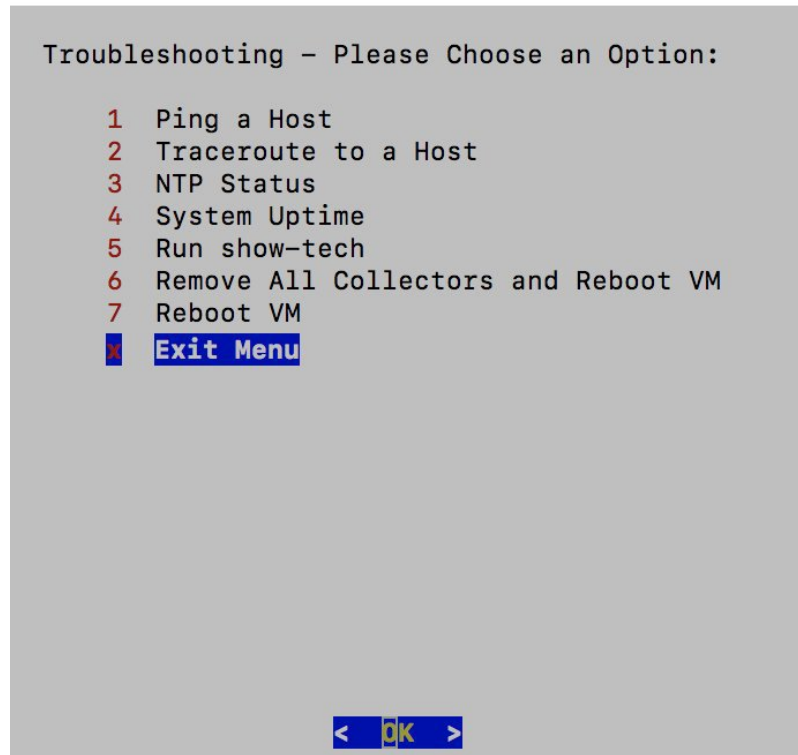 Troubleshooting – Please Choose an Option:
1 Ping a Host
2 Traceroute to a Host
3 NTP Status
4 System Uptime
5 Run show–tech
6 Remove All Collectors and Reboot VM
7 Reboot VM
x Exit Menu
< OK >